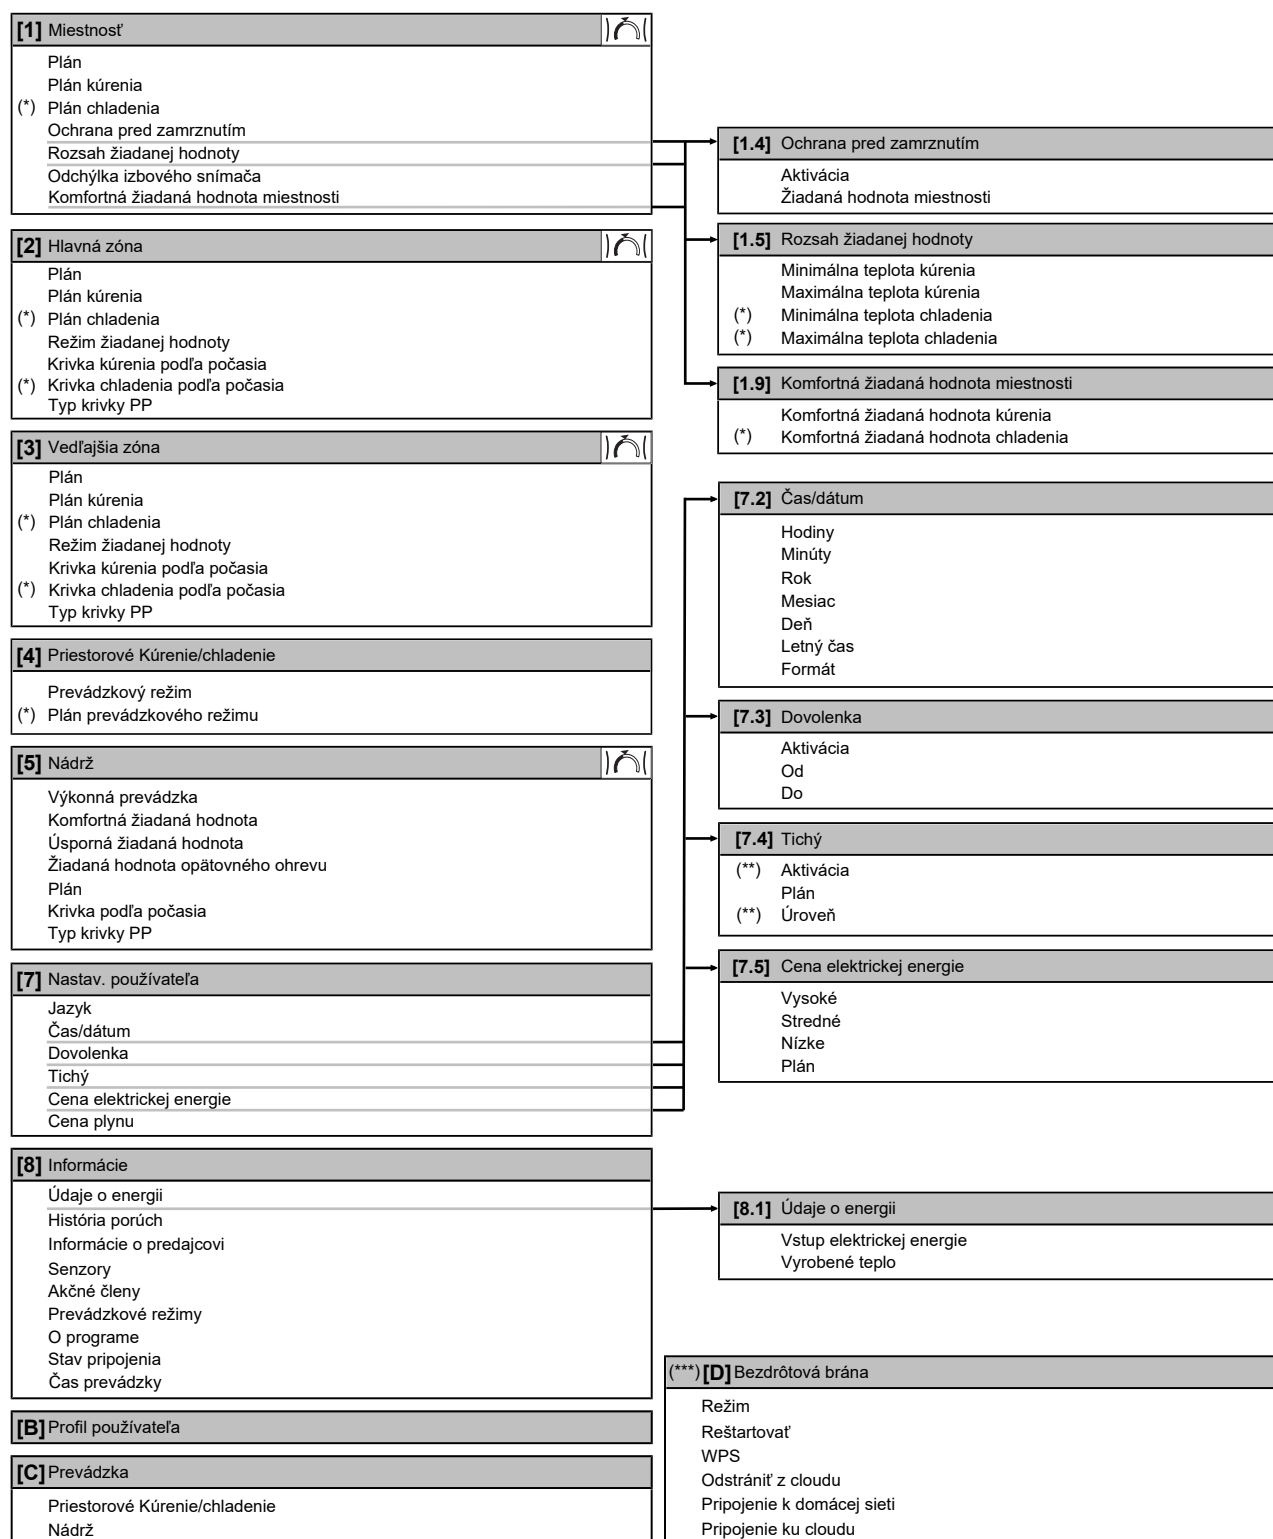 [1] Miestnosť
Plán
Plán kúrenia
(*) Plán chladenia
Ochrana pred zamrznutím
Rozsah žiadanej hodnoty
Odchýlka izbového snímača
Komfortná žiadaná hodnota miestnosti
[2] Hlavná zóna
Plán
Plán kúrenia
(*) Plán chladenia
Režim žiadanej hodnoty
Krivka kúrenia podľa počasia
(*) Krivka chladenia podľa počasia
Typ krivky PP
[3] Vedľajšia zóna
Plán
Plán kúrenia
(*) Plán chladenia
Režim žiadanej hodnoty
Krivka kúrenia podľa počasia
(*) Krivka chladenia podľa počasia
Typ krivky PP
[4] Priestorové Kúrenie/chladenie
Prevádzkový režim
(*) Plán prevádzkového režimu
[5] Nádrž
Výkonná prevádzka
Komfortná žiadaná hodnota
Úsporná žiadaná hodnota
Žiadaná hodnota opätovného ohrevu
Plán
Krivka podľa počasia
Typ krivky PP
[7] Nastav. používateľa
Jazyk
Čas/dátum
Dovolenka
Tichý
Cena elektrickej energie
Cena plynu
[8] Informácie
Údaje o energii
História porúch
Informácie o predajcovi
Senzory
Akčné členy
Prevádzkové režimy
O programe
Stav pripojenia
Čas prevádzky
[B] Profil používateľa
[C] Prevádzka
Priestorové Kúrenie/chladenie
Nádrž
[1.4] Ochrana pred zamrznutím
Aktivácia
Žiadaná hodnota miestnosti
[1.5] Rozsah žiadanej hodnoty
Minimálna teplota kúrenia
Maximálna teplota kúrenia
(*) Minimálna teplota chladenia
(*) Maximálna teplota chladenia
[1.9] Komfortná žiadaná hodnota miestnosti
Komfortná žiadaná hodnota kúrenia
(*) Komfortná žiadaná hodnota chladenia
[7.2] Čas/dátum
Hodiny
Minúty
Rok
Mesiac
Deň
Letný čas
Formát
[7.3] Dovolenka
Aktivácia
Od
Do
[7.4] Tichý
(**) Aktivácia
Plán
(**) Úroveň
[7.5] Cena elektrickej energie
Vysoké
Stredné
Nízke
Plán
[8.1] Údaje o energii
Vstup elektrickej energie
Vyrobené teplo
(***) [D] Bezdrôtová brána
Režim
Reštartovať
WPS
Odstrániť z cloudu
Pripojenie k domácej sieti
Pripojenie ku cloudu